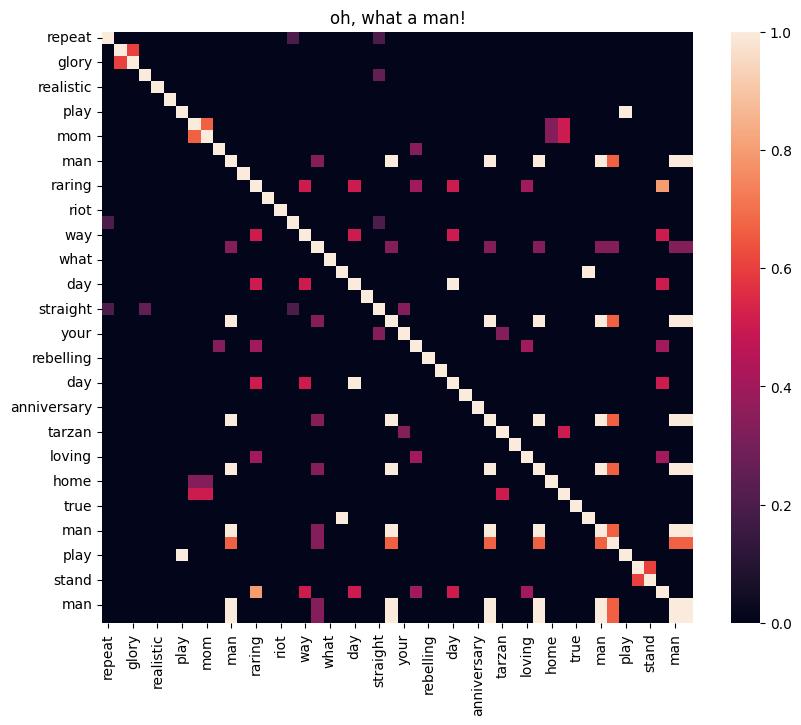 oh, what a man!
repeat
glory
realistic
play
mom
man
raring
riot
way
what
day
straight
your
rebelling
day
anniversary
tarzan
loving
home
true
man
play
stand
man
repeat
glory
realistic
play
mom
man
raring
riot
way
what
day
straight
your
rebelling
day
anniversary
tarzan
loving
home
true
man
play
stand
man
1.0
0.8
0.6
0.4
0.2
0.0